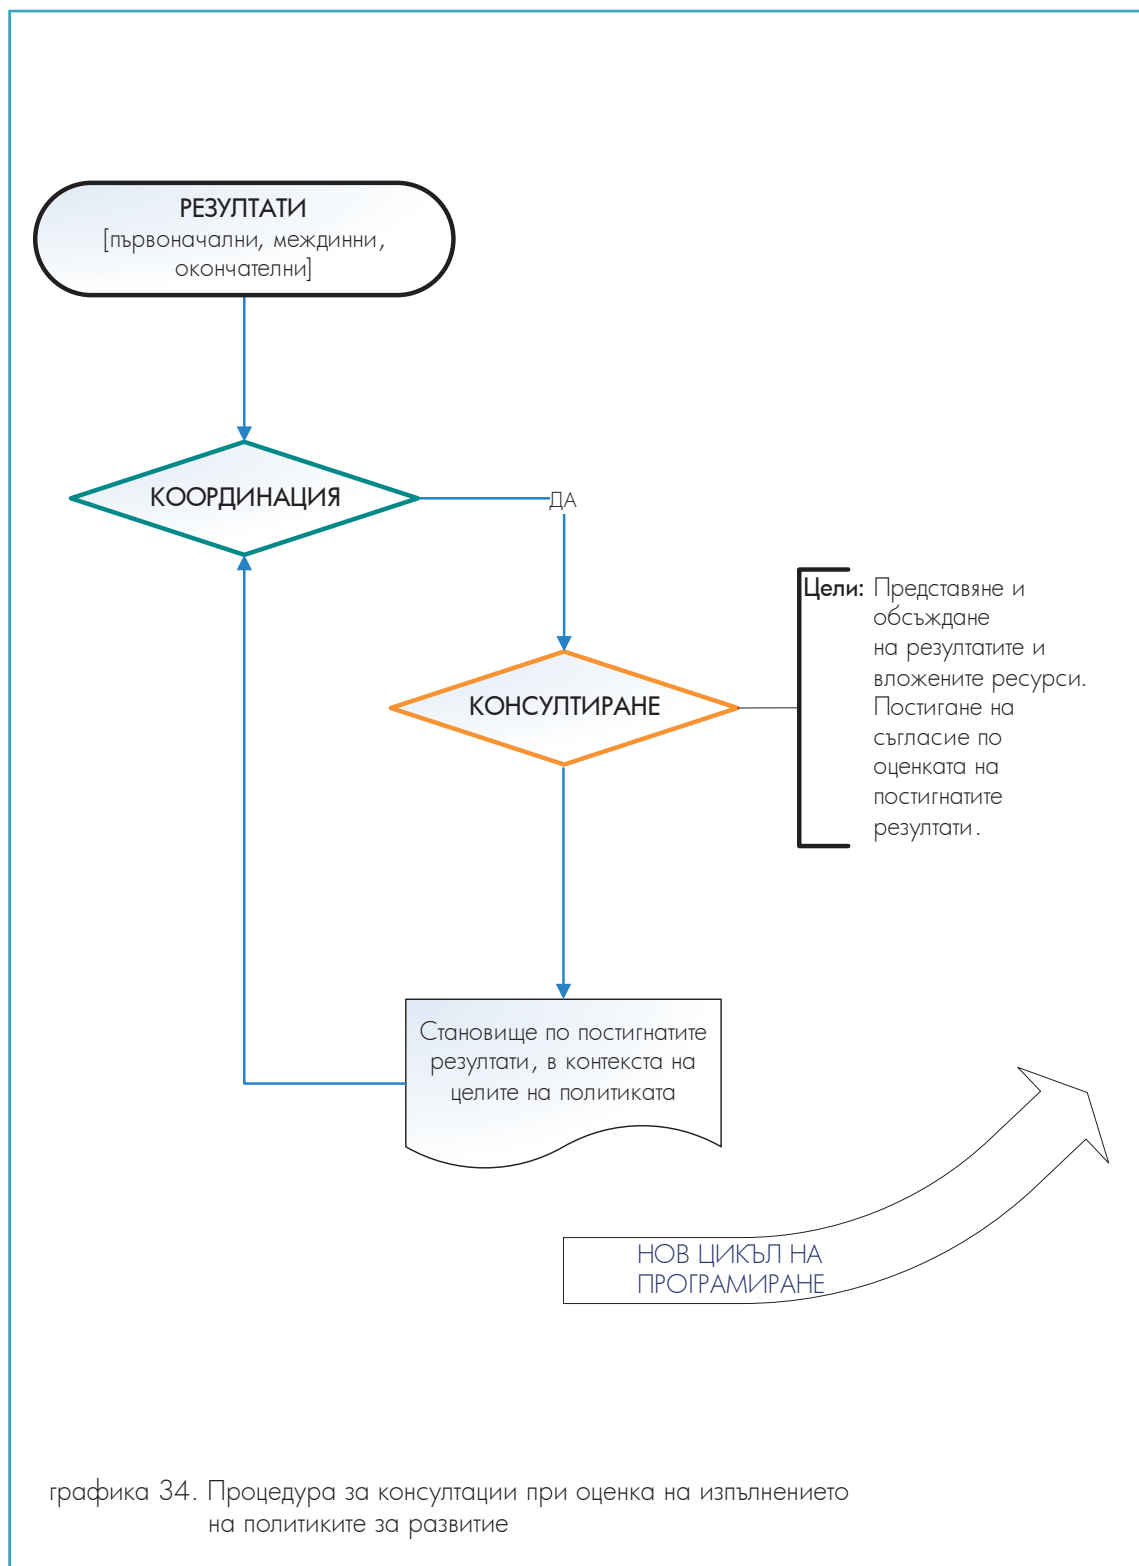 РЕЗУЛТАТИ
[първоначални, междинни,
окончателни]
КООРДИНАЦИЯ
ДА
КОНСУЛТИРАНЕ
Цели: Представяне и
обсъждане
на резултатите и
вложените ресурси.
Постигане на
съгласие по
оценката на
постигнатите
резултати.
Становище по постигнатите
резултати, в контекста на
целите на политиката
НОВ ЦИКЪЛ НА
ПРОГРАМИРАНЕ
графика 34. Процедура за консултации при оценка на изпълнението
на политиките за развитие